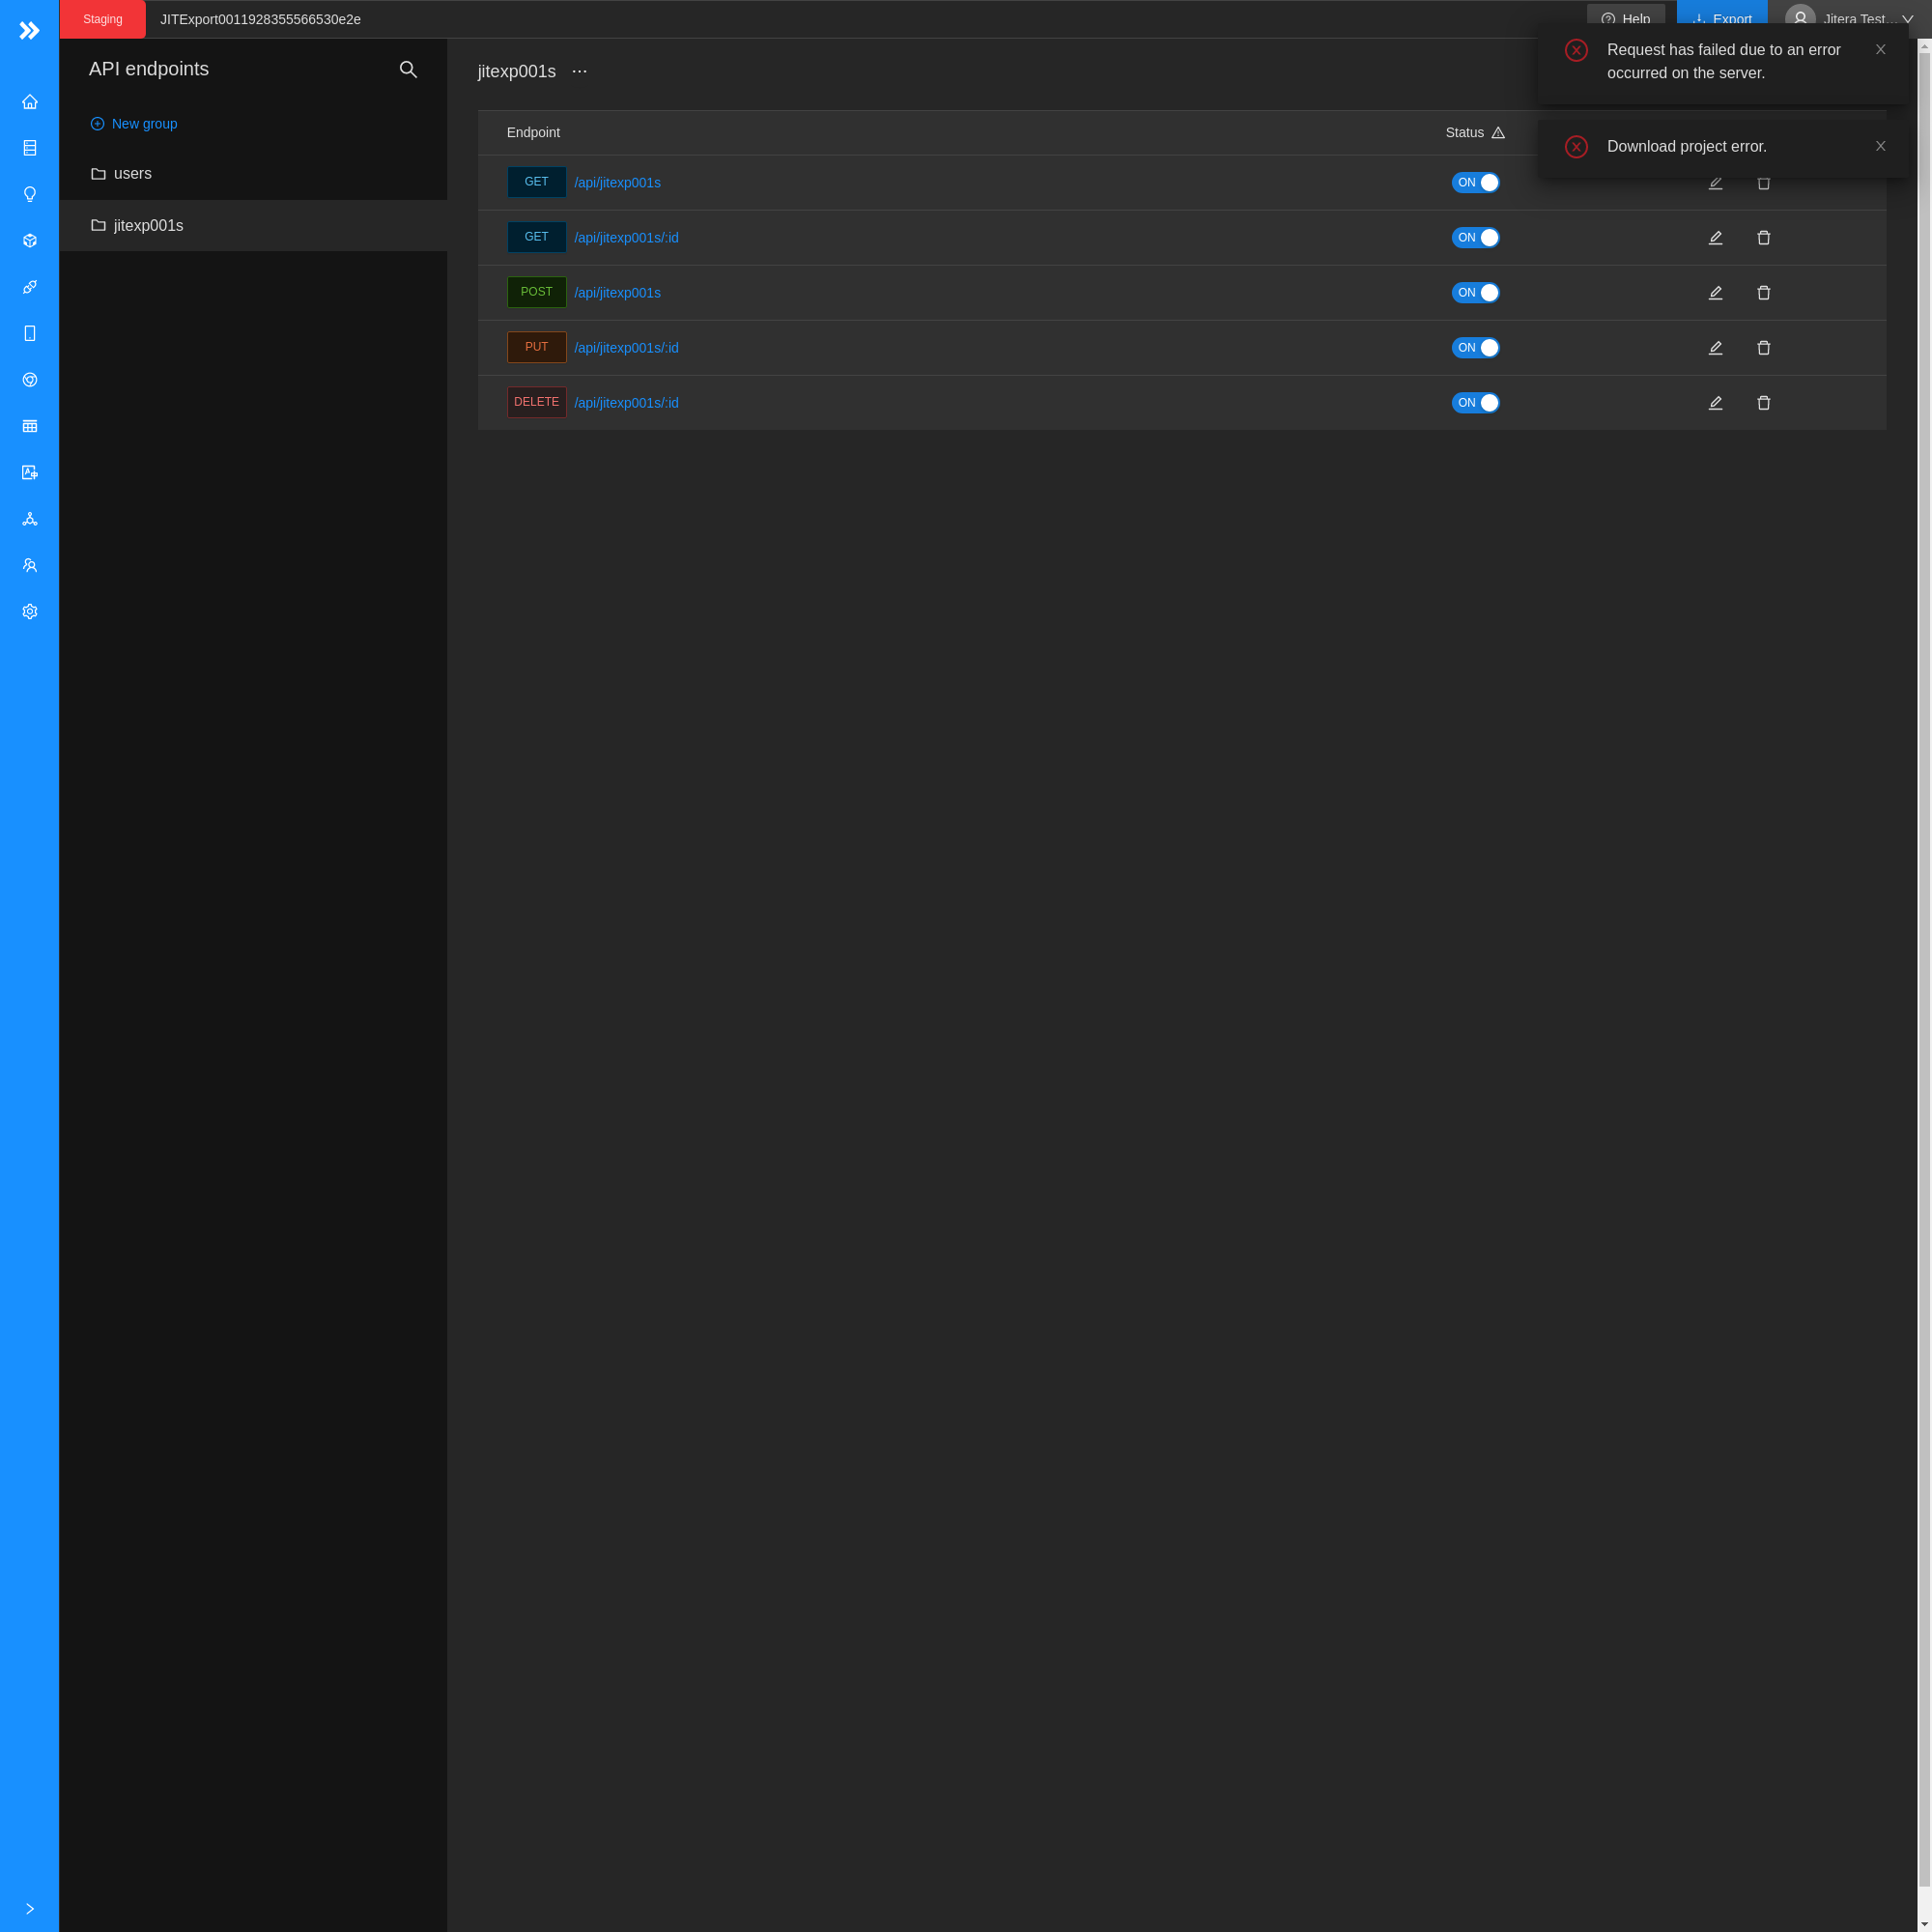 Staging
JITExport0011928355566530e2e
Help
Export
Jitera Test...
Request has failed due to an error
occurred on the server.
Download project error.
API endpoints
New group
users
jitexp001s
jitexp001s ...
Endpoint
Status
GET /api/jitexp001s ON
GET /api/jitexp001s/:id ON
POST /api/jitexp001s ON
PUT /api/jitexp001s/:id ON
DELETE /api/jitexp001s/:id ON